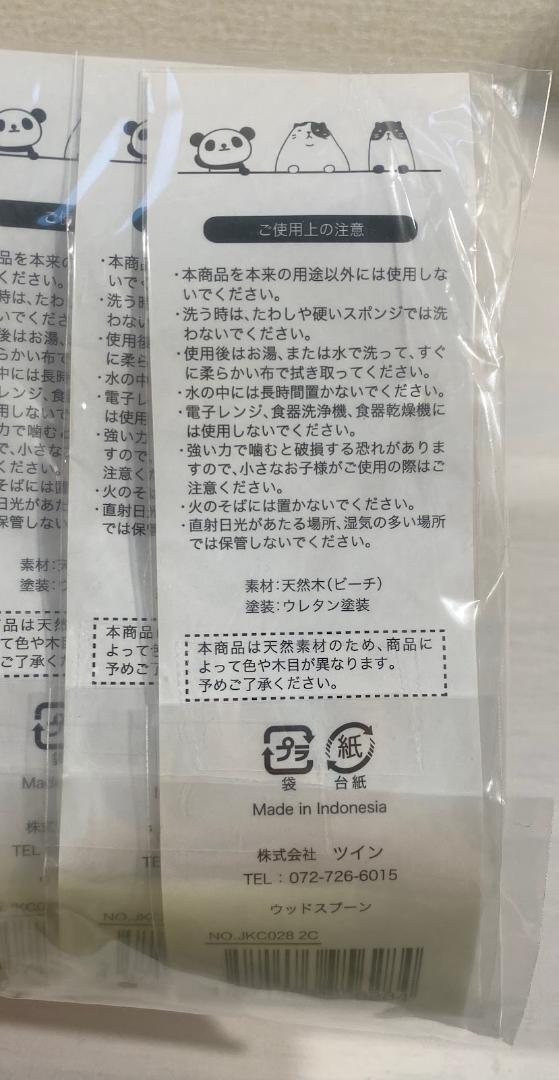 ご使用上の注意
・本商品を本来の用途以外には使用しな
いでください。
・洗う時は、たわしや硬いスポンジでは洗
わないでください。
・使用後はお湯、または水で洗って、すぐ
に柔らかい布で拭き取ってください。
・水の中には長時間置かないでください。
・電子レンジ、食器洗浄機、食器乾燥機に
は使用しないでください。
・強い力で噛むと破損する恐れがありま
すので、小さなお子様がご使用の際はご
注意ください。
・火のそばには置かないでください。
・直射日光があたる場所、湿気の多い場所
では保管しないでください。
素材：天然木（ビーチ）
塗装：ウレタン塗装
本商品は天然素材のため、商品に
よって色や木目が異なります。
予めご了承ください。
プラ 紙
袋 台紙
Made in Indonesia
株式会社 ツイン
TEL：072-726-6015
ウッドスプーン
NO.JKC028 2C